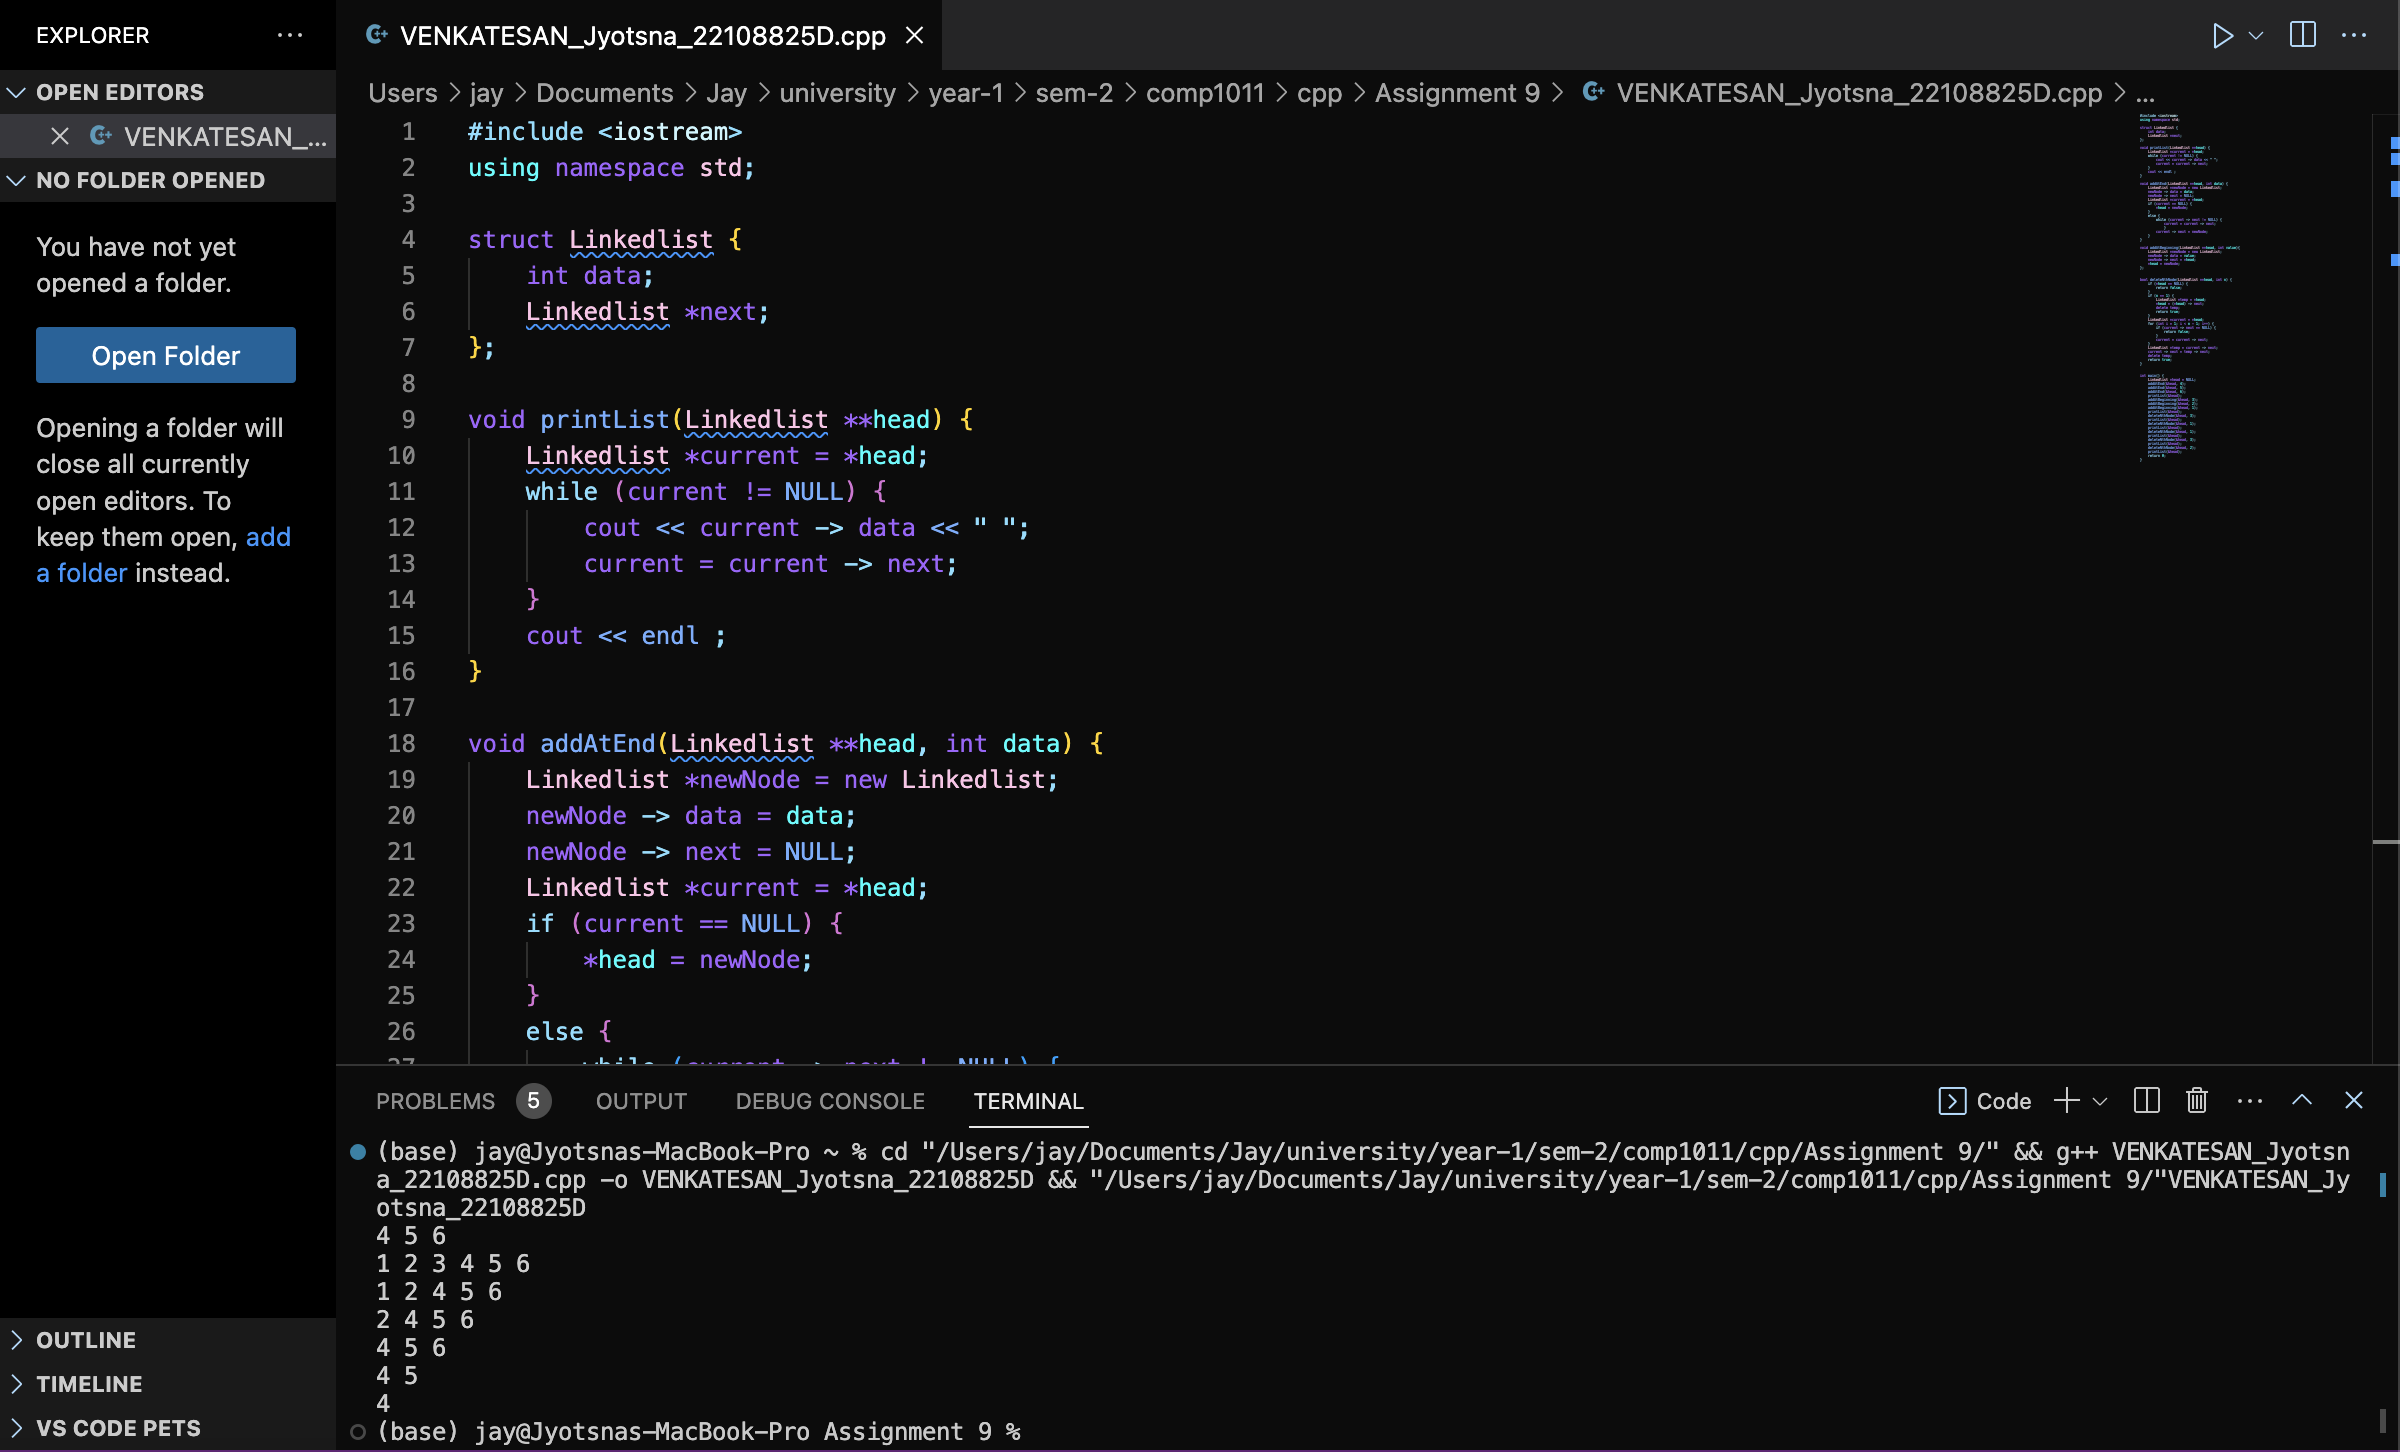 EXPLORER
OPEN EDITORS
VENKATESAN_...
NO FOLDER OPENED
You have not yet
opened a folder.
Open Folder
Opening a folder will
close all currently
open editors. To
keep them open, add
a folder instead.
OUTLINE
TIMELINE
VS CODE PETS
VENKATESAN_Jyotsna_22108825D.cpp
Users > jay > Documents > Jay > university > year-1 > sem-2 > comp1011 > cpp > Assignment 9 > VENKATESAN_Jyotsna_22108825D.cpp > ...
1 #include <iostream>
2 using namespace std;
3
4 struct Linkedlist {
5 int data;
6 Linkedlist *next;
7 };
8
9 void printList(Linkedlist **head) {
10 Linkedlist *current = *head;
11 while (current != NULL) {
12 cout << current -> data << " ";
13 current = current -> next;
14 }
15 cout << endl ;
16 }
17
18 void addAtEnd(Linkedlist **head, int data) {
19 Linkedlist *newNode = new Linkedlist;
20 newNode -> data = data;
21 newNode -> next = NULL;
22 Linkedlist *current = *head;
23 if (current == NULL) {
24 *head = newNode;
25 }
26 else {
27 while (current -> next != NULL) {
PROBLEMS 5 OUTPUT DEBUG CONSOLE TERMINAL Code
(base) jay@Jyotsnas-MacBook-Pro ~ % cd "/Users/jay/Documents/Jay/university/year-1/sem-2/comp1011/cpp/Assignment 9/" && g++ VENKATESAN_Jyotsn
a_22108825D.cpp -o VENKATESAN_Jyotsna_22108825D && "/Users/jay/Documents/Jay/university/year-1/sem-2/comp1011/cpp/Assignment 9/"VENKATESAN_Jy
otsna_22108825D
4 5 6
1 2 3 4 5 6
1 2 4 5 6
2 4 5 6
4 5 6
4 5
4
(base) jay@Jyotsnas-MacBook-Pro Assignment 9 %